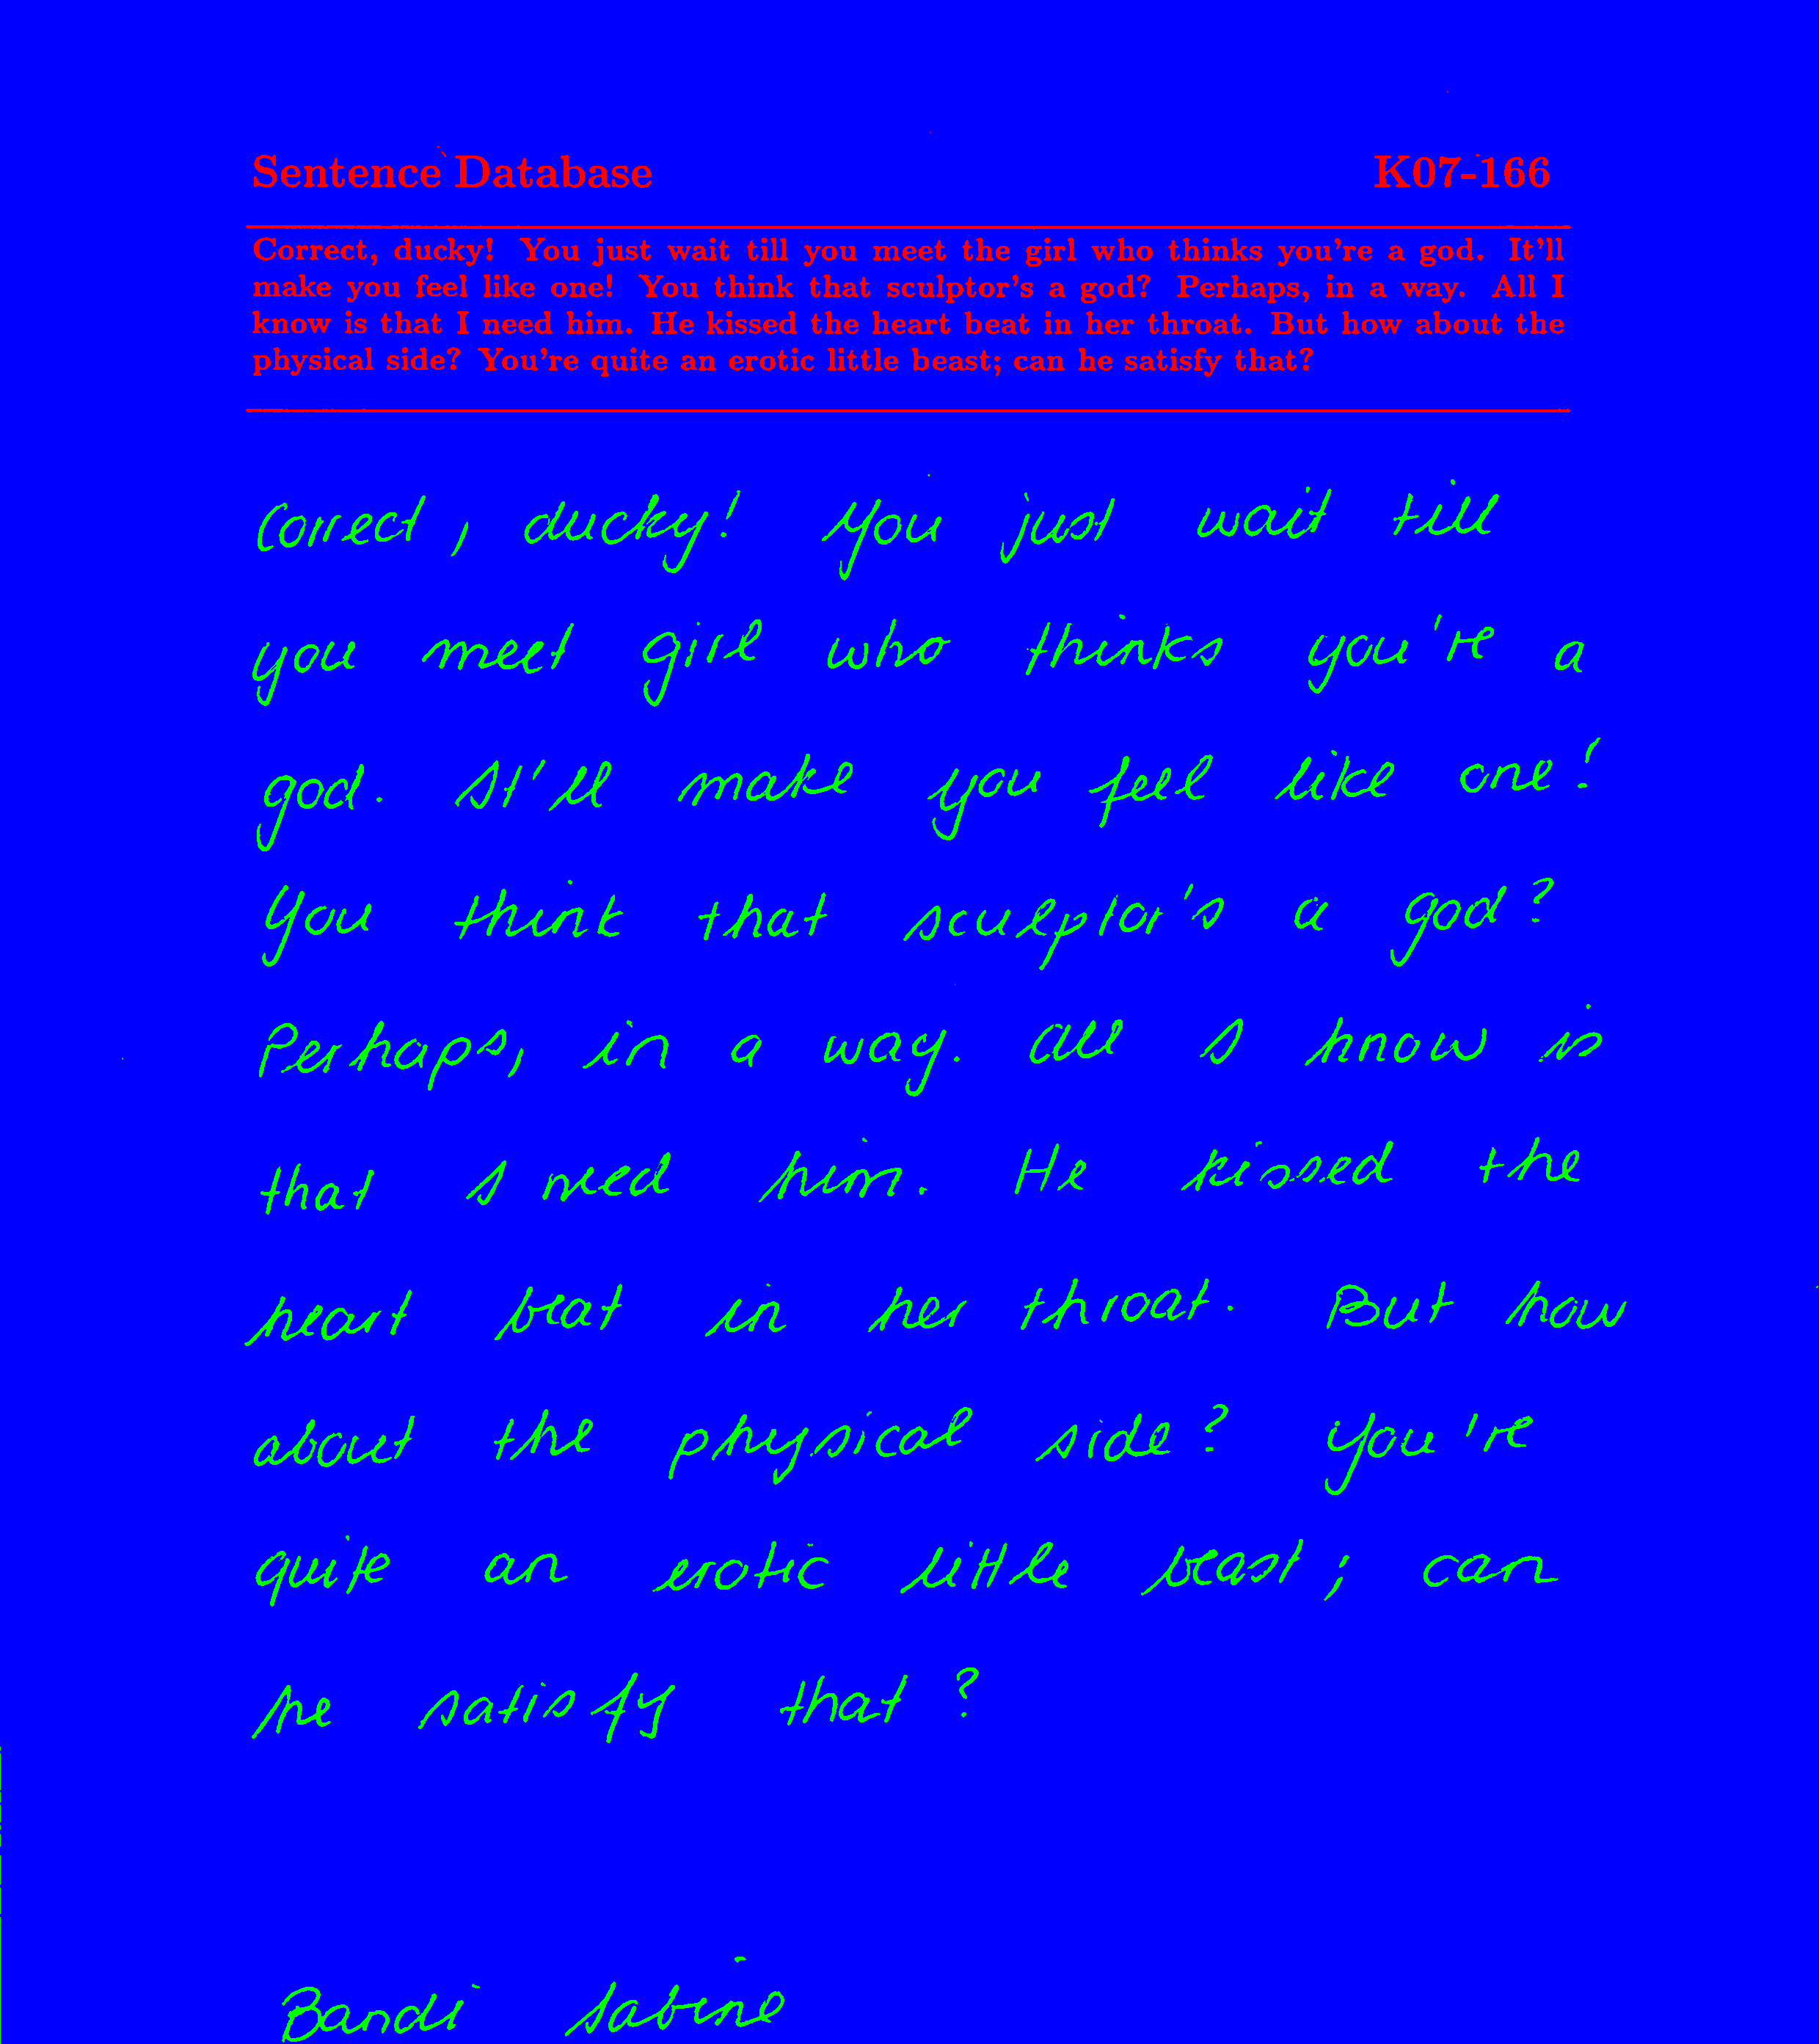 Sentence Database K07-166
Correct, ducky! You just wait till you meet the girl who thinks you're a god. It'll
make you feel like one! You think that sculptor's a god? Perhaps, in a way. All I
know is that I need him. He kissed the heart beat in her throat. But how about the
physical side? You're quite an erotic little beast; can he satisfy that?
Correct, ducky! You just wait till
you meet girl who thinks you're a
god. It'll make you feel like one!
You think that sculptor's a god?
Perhaps, in a way. All I know is
that I need him. He kissed the
heart beat in her throat. But how
about the physical side? You're
quite an erotic little beast; can
he satisfy that?
Bandi Sabine